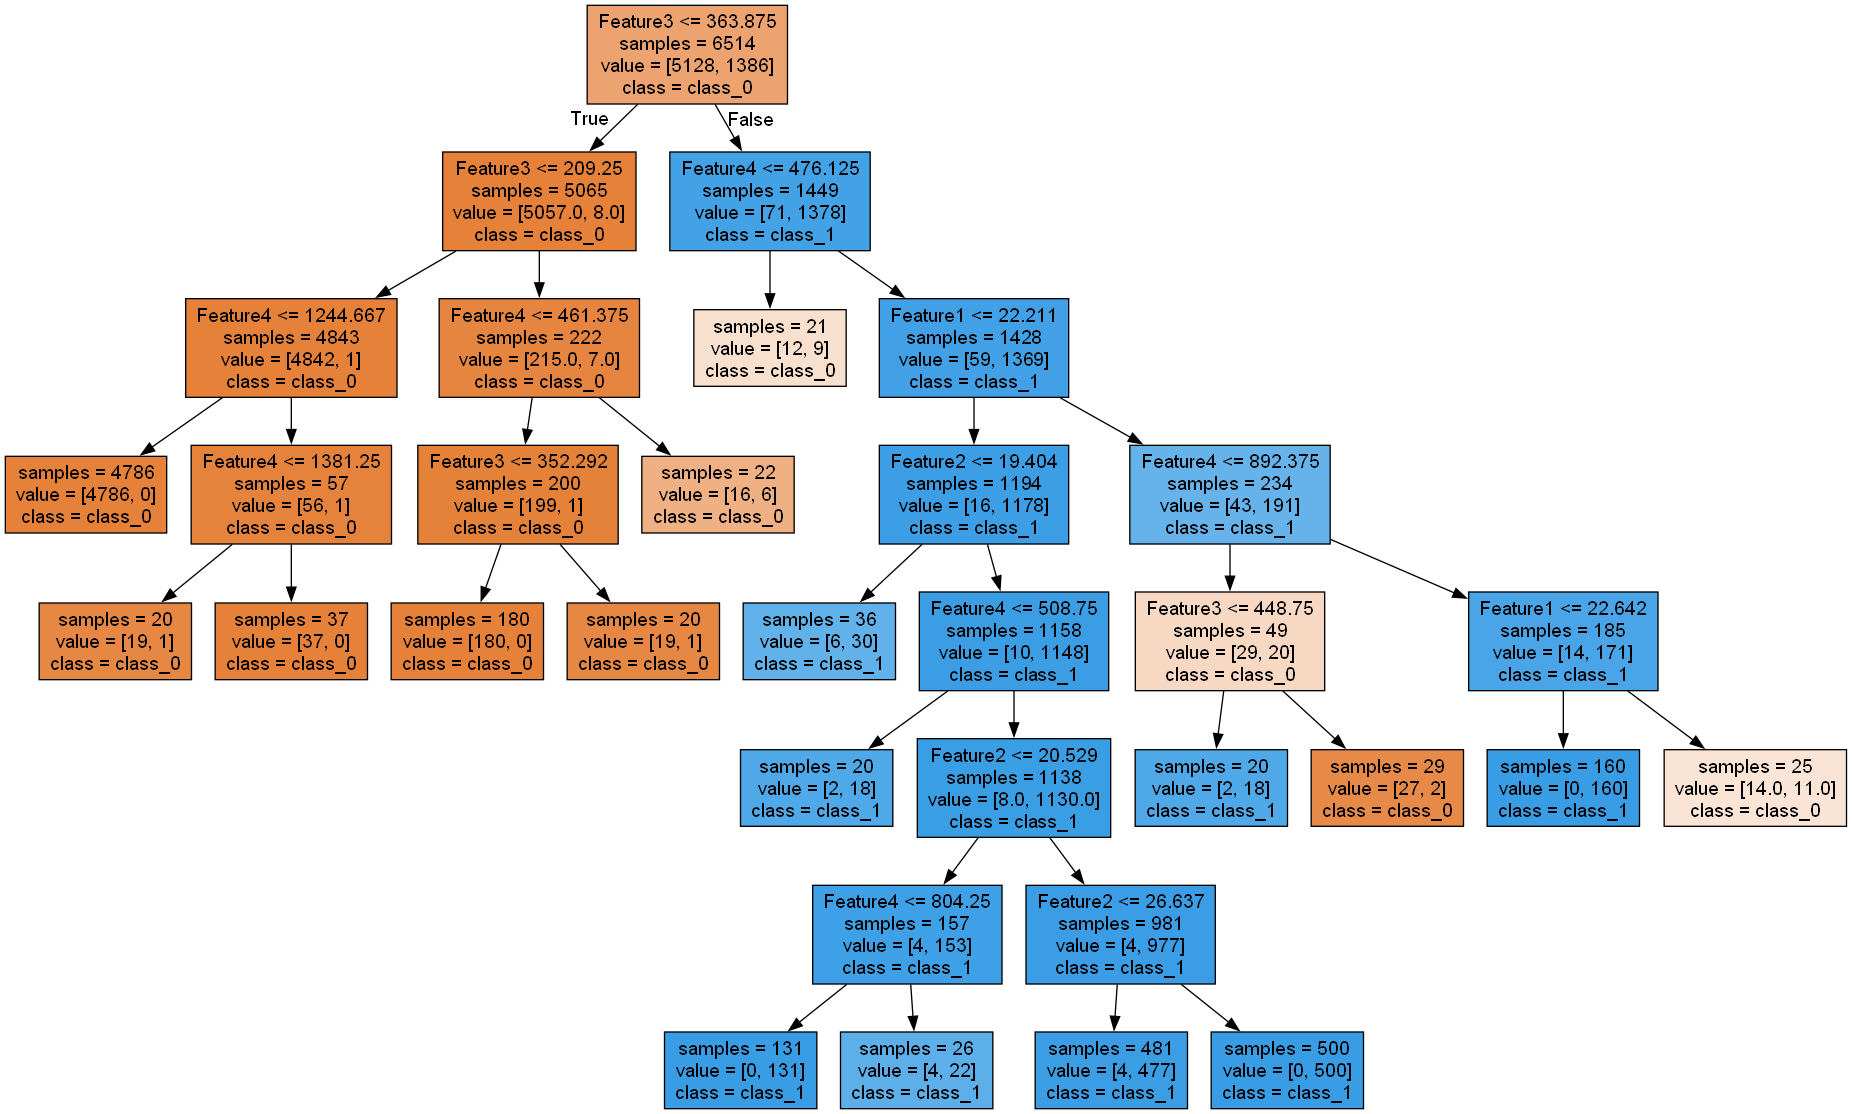 Feature3 <= 363.875
samples = 6514
value = [5128, 1386]
class = class_0
True
False
Feature3 <= 209.25
samples = 5065
value = [5057.0, 8.0]
class = class_0
Feature4 <= 476.125
samples = 1449
value = [71, 1378]
class = class_1
Feature4 <= 1244.667
samples = 4843
value = [4842, 1]
class = class_0
Feature4 <= 461.375
samples = 222
value = [215.0, 7.0]
class = class_0
samples = 21
value = [12, 9]
class = class_0
Feature1 <= 22.211
samples = 1428
value = [59, 1369]
class = class_1
samples = 4786
value = [4786, 0]
class = class_0
Feature4 <= 1381.25
samples = 57
value = [56, 1]
class = class_0
Feature3 <= 352.292
samples = 200
value = [199, 1]
class = class_0
samples = 22
value = [16, 6]
class = class_0
Feature2 <= 19.404
samples = 1194
value = [16, 1178]
class = class_1
Feature4 <= 892.375
samples = 234
value = [43, 191]
class = class_1
samples = 20
value = [19, 1]
class = class_0
samples = 37
value = [37, 0]
class = class_0
samples = 180
value = [180, 0]
class = class_0
samples = 20
value = [19, 1]
class = class_0
samples = 36
value = [6, 30]
class = class_1
Feature4 <= 508.75
samples = 1158
value = [10, 1148]
class = class_1
Feature3 <= 448.75
samples = 49
value = [29, 20]
class = class_0
Feature1 <= 22.642
samples = 185
value = [14, 171]
class = class_1
samples = 20
value = [2, 18]
class = class_1
Feature2 <= 20.529
samples = 1138
value = [8.0, 1130.0]
class = class_1
samples = 20
value = [2, 18]
class = class_1
samples = 29
value = [27, 2]
class = class_0
samples = 160
value = [0, 160]
class = class_1
samples = 25
value = [14.0, 11.0]
class = class_0
Feature4 <= 804.25
samples = 157
value = [4, 153]
class = class_1
Feature2 <= 26.637
samples = 981
value = [4, 977]
class = class_1
samples = 131
value = [0, 131]
class = class_1
samples = 26
value = [4, 22]
class = class_1
samples = 481
value = [4, 477]
class = class_1
samples = 500
value = [0, 500]
class = class_1